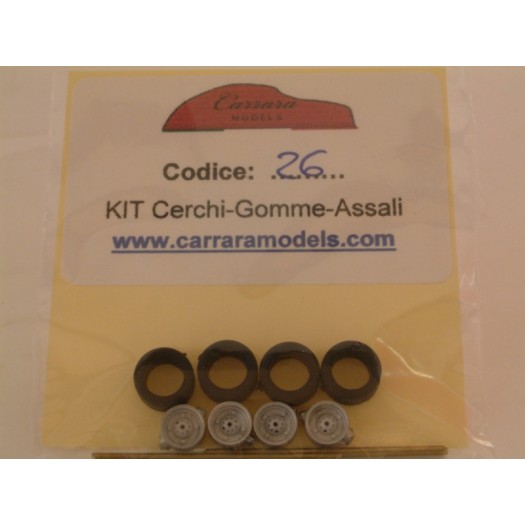 Carrara
MODELS
Codice: 26
KIT Cerchi-Gomme-Assali
www.carraramodels.com